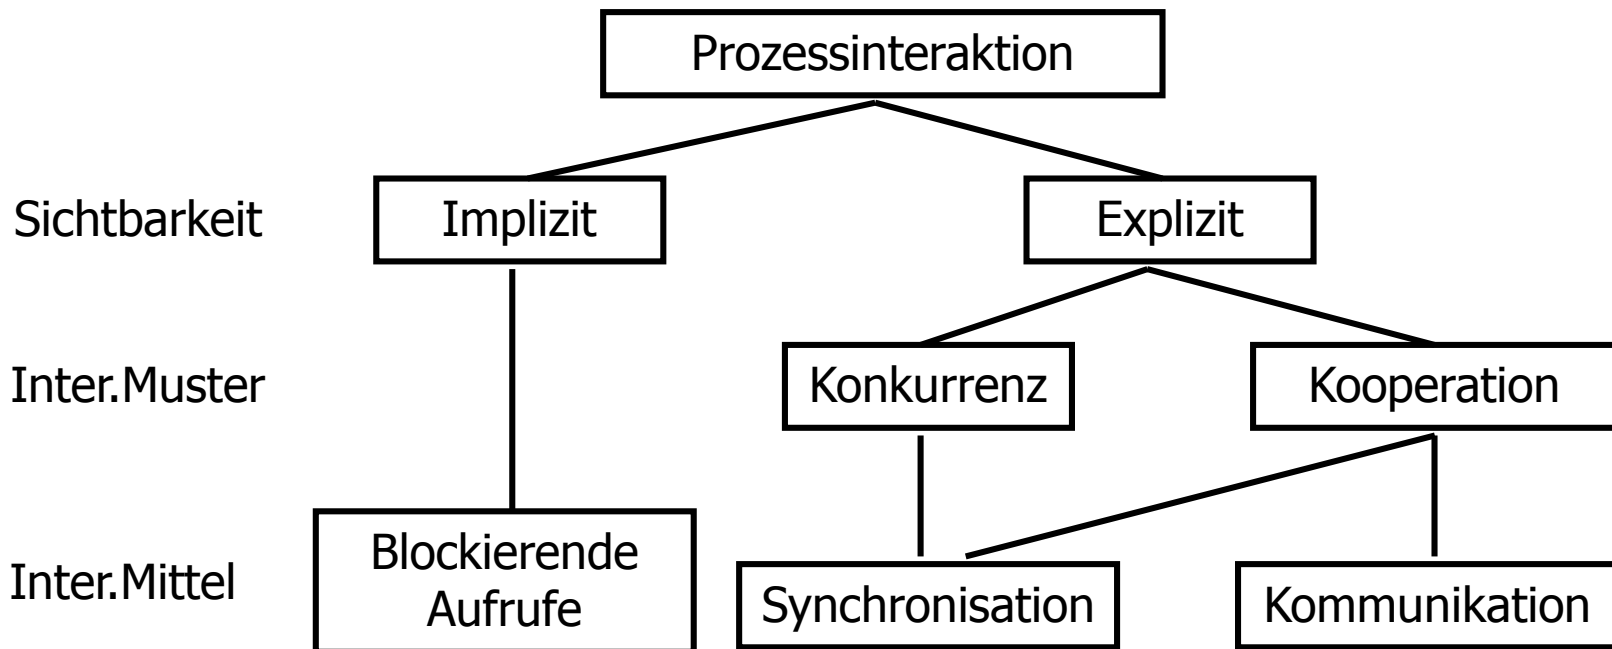 Prozessinteraktion
Sichtbarkeit
Implizit
Explizit
Inter.Muster
Konkurrenz
Kooperation
Inter.Mittel
Blockierende
Aufrufe
Synchronisation
Kommunikation